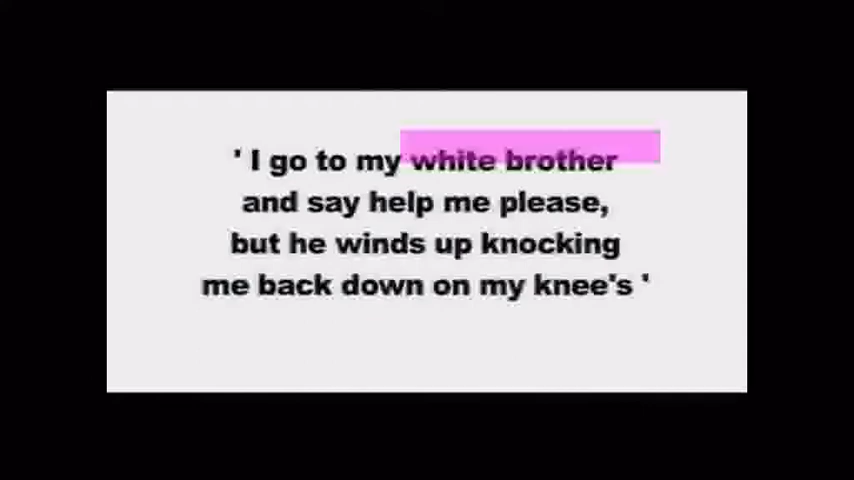 ' I go to my white brother
and say help me please,
but he winds up knocking
me back down on my knee's '